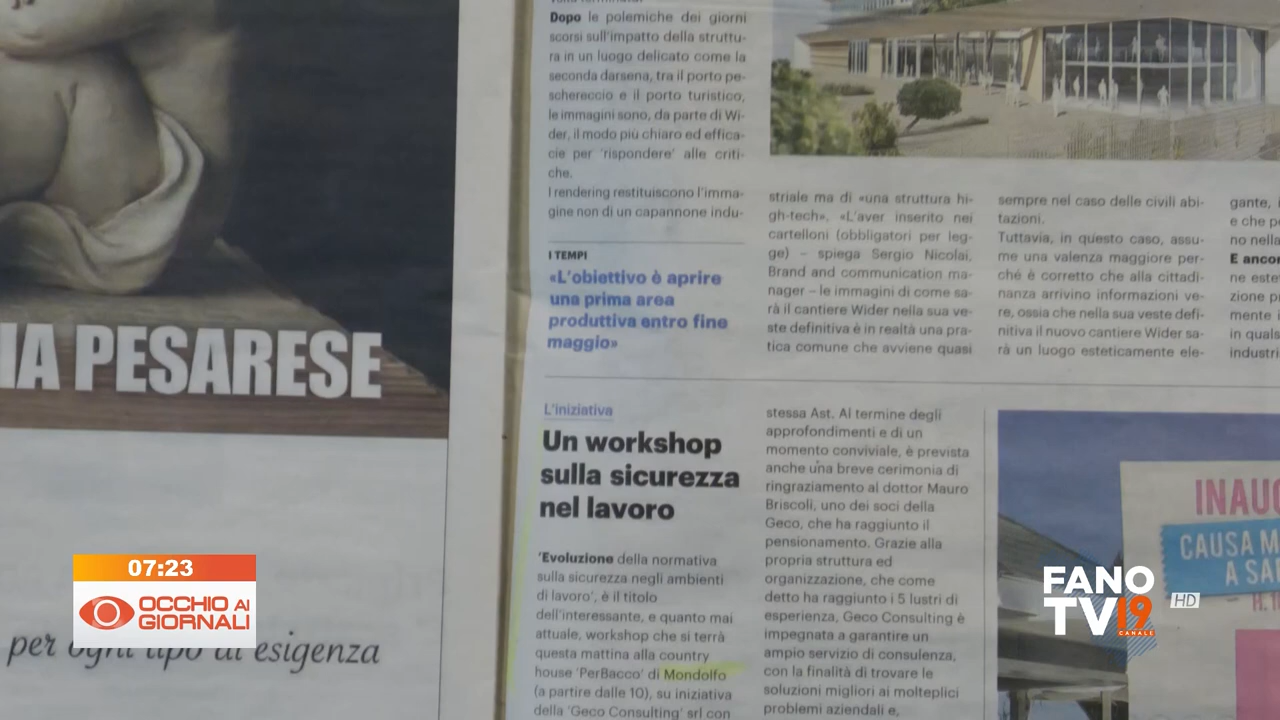 IA PESARESE
per ogni tipo di esigenza
Dopo le polemiche dei giorni
scorsi sull'impatto della struttu-
ra in un luogo delicato come la
seconda darsena, tra il porto pe-
schereccio e il porto turistico,
le immagini sono, da parte di Wi-
der, il modo più chiaro ed effica-
cie per 'rispondere' alle criti-
che.
I rendering restituiscono l'imma-
gine non di un capannone indu-
I TEMPI
«L'obiettivo è aprire
una prima area
produttiva entro fine
maggio»
striale ma di «una struttura hi-
gh-tech», «L'aver inserito nei
cartelloni (obbligatori per leg-
ge) – spiega Sergio Nicolai,
Brand and communication ma-
nager – le immagini di come sa-
rà il cantiere Wider nella sua ve-
ste definitiva è in realtà una pra-
tica comune che avviene quasi
sempre nel caso delle civili abi-
tazioni.
Tuttavia, in questo caso, assu-
me una valenza maggiore per-
ché è corretto che alla cittadi-
nanza arrivino informazioni ve-
re, ossia che nella sua veste defi-
nitiva il nuovo cantiere Wider sa-
rà un luogo esteticamente ele-
gante,
e che
no nella
E ancor
ne este
zione
mente
in quals
industri
L'iniziativa
Un workshop
sulla sicurezza
nel lavoro
'Evoluzione della normativa
sulla sicurezza negli ambienti
di lavoro', è il titolo
dell'interessante, e quanto mai
attuale, workshop che si terrà
questa mattina alla country
house 'PerBacco' di Mondolfo
(a partire dalle 10), su iniziativa
della 'Geco Consulting' srl con
stessa Ast. Al termine degli
approfondimenti e di un
momento conviviale, è prevista
anche una breve cerimonia di
ringraziamento al dottor Mauro
Briscoli, uno dei soci della
Geco, che ha raggiunto il
pensionamento. Grazie alla
propria struttura ed
organizzazione, che come
detto ha raggiunto i 5 lustri di
esperienza, Geco Consulting è
impegnata a garantire un
ampio servizio di consulenza,
con la finalità di trovare le
soluzioni migliori ai molteplici
problemi aziendali e,
INAUG
CAUSA M
A SA
07:23
OCCHIO AI
GIORNALI
FANO
TV19
CANALE
HD